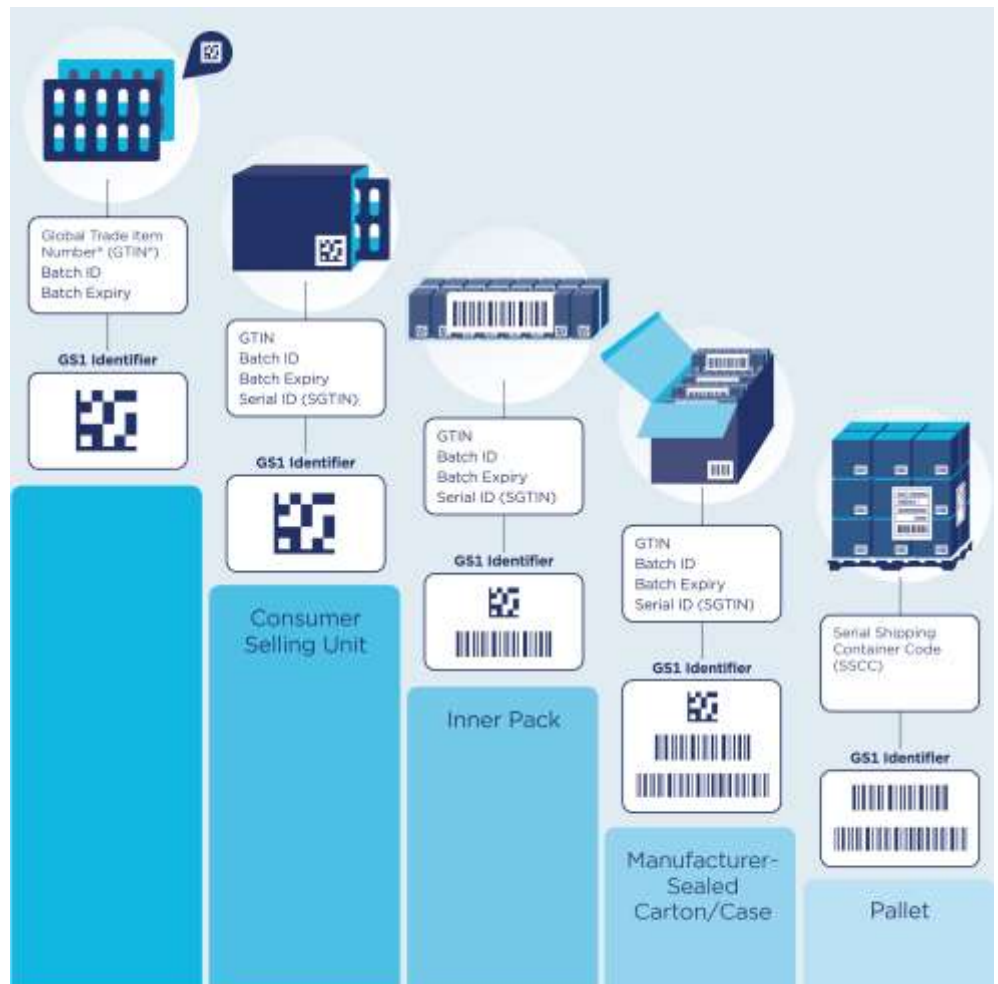 Global Trade Item
Number® (GTIN®)
Batch ID
Batch Expiry
GS1 Identifier
GTIN
Batch ID
Batch Expiry
Serial ID (SGTIN)
GS1 Identifier
Consumer
Selling Unit
GTIN
Batch ID
Batch Expiry
Serial ID (SGTIN)
GS1 Identifier
Inner Pack
GTIN
Batch ID
Batch Expiry
Serial ID (SGTIN)
GS1 Identifier
Manufacturer-
Sealed
Carton/Case
Serial Shipping
Container Code
(SSCC)
GS1 Identifier
Pallet